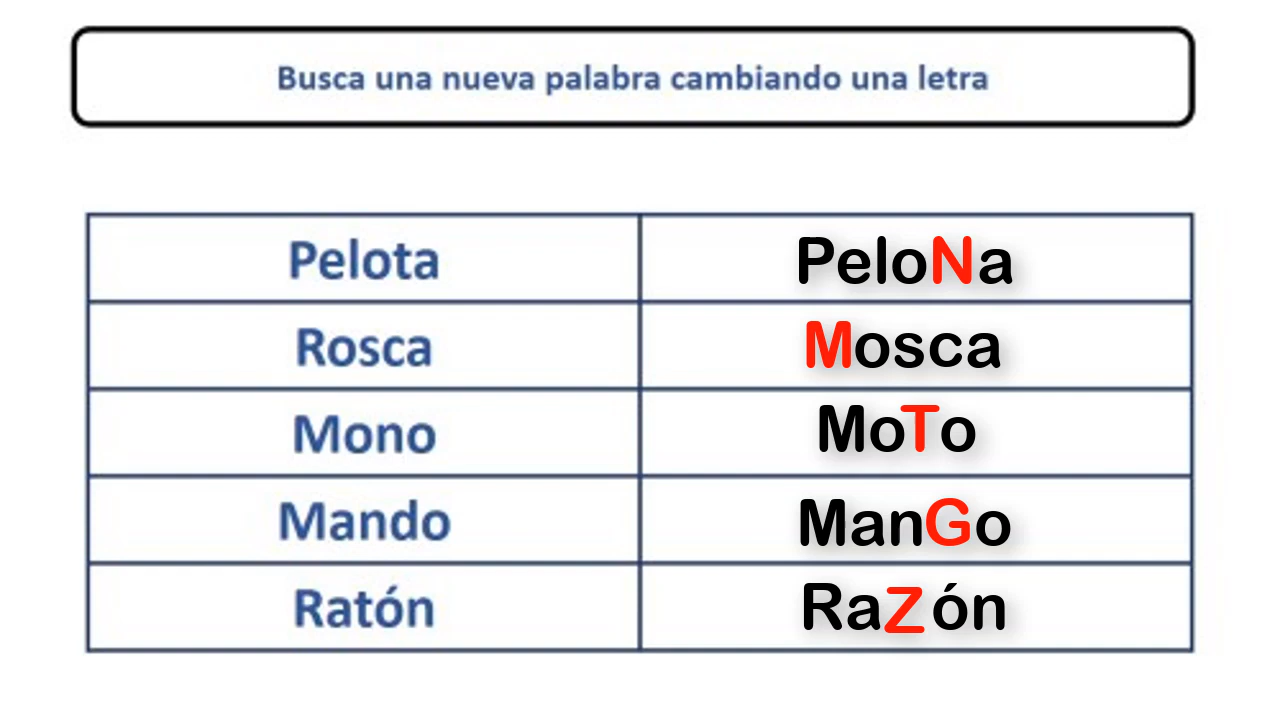 Busca una nueva palabra cambiando una letra
Pelota PeloNa
Rosca Mosca
Mono MoTo
Mando ManGo
Ratón RaZón